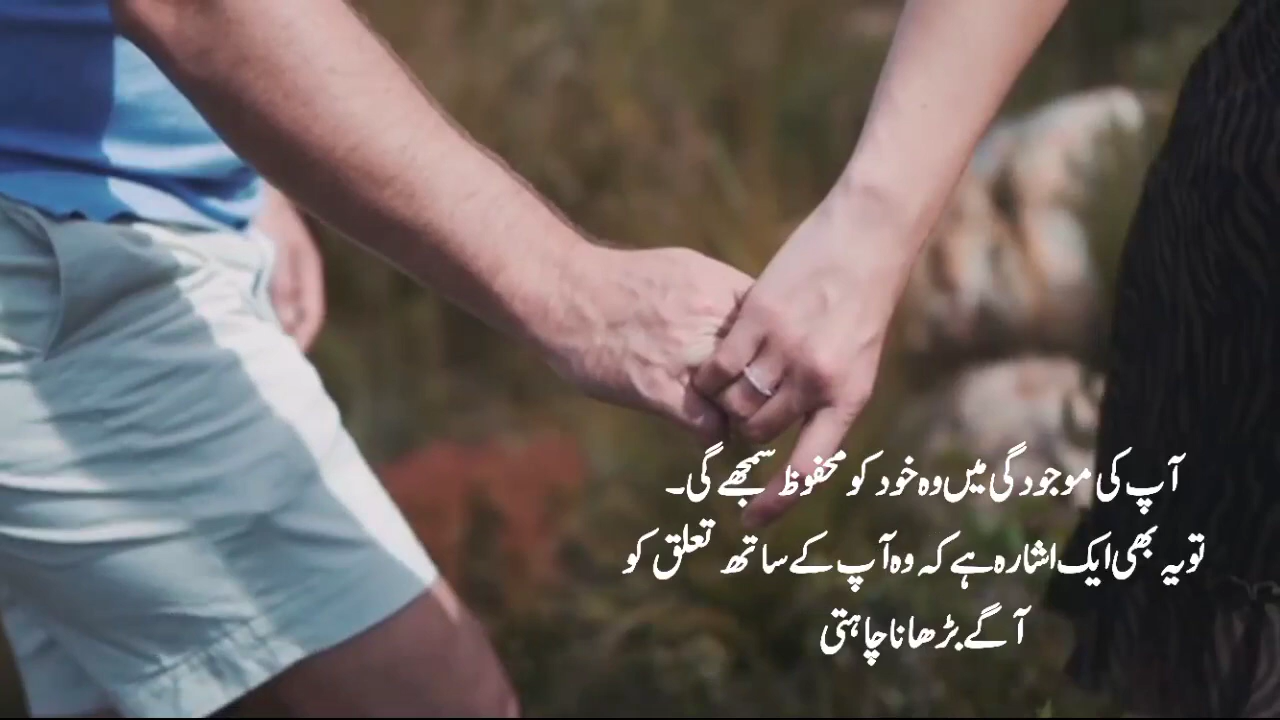 آپ کی موجودگی میں وہ خود کو محفوظ سمجھے گی۔
تو یہ بھی ایک اشارہ ہے کہ وہ آپ کے ساتھ تعلق کو
آگے بڑھانا چاہتی